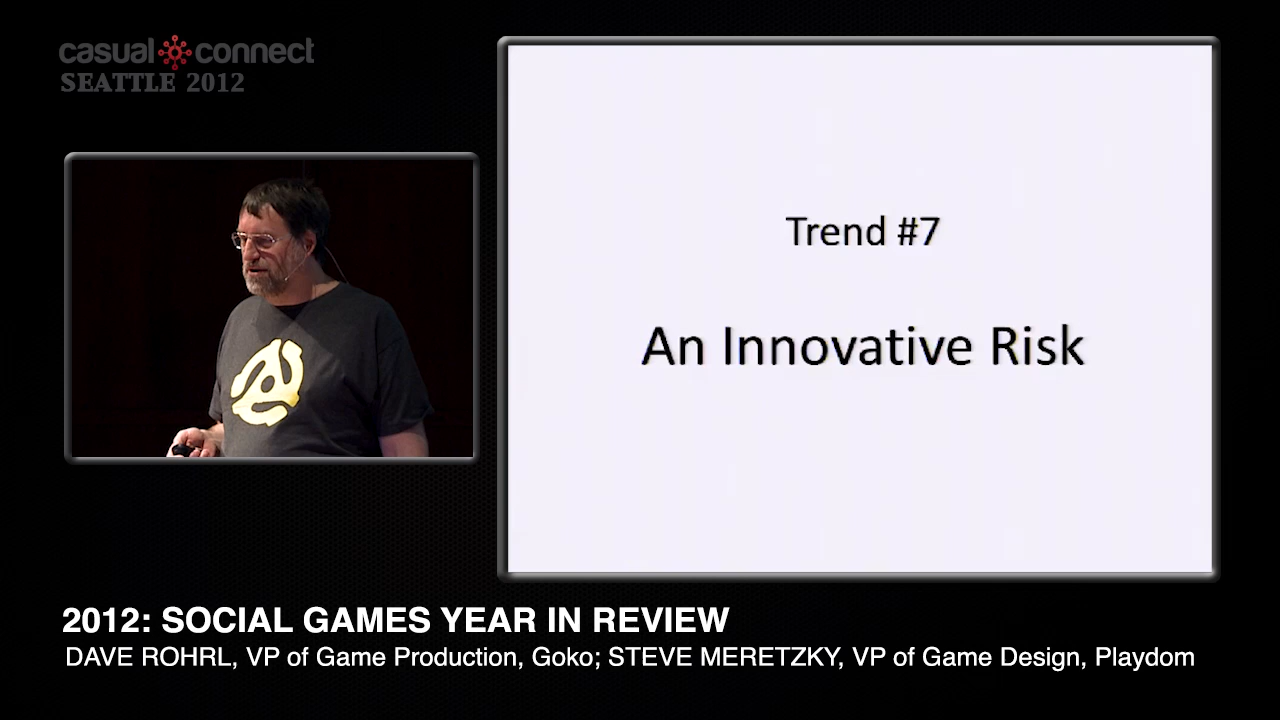 casual connect
SEATTLE 2012
Trend #7
An Innovative Risk
2012: SOCIAL GAMES YEAR IN REVIEW
DAVE ROHRL, VP of Game Production, Goko; STEVE MERETZKY, VP of Game Design, Playdom